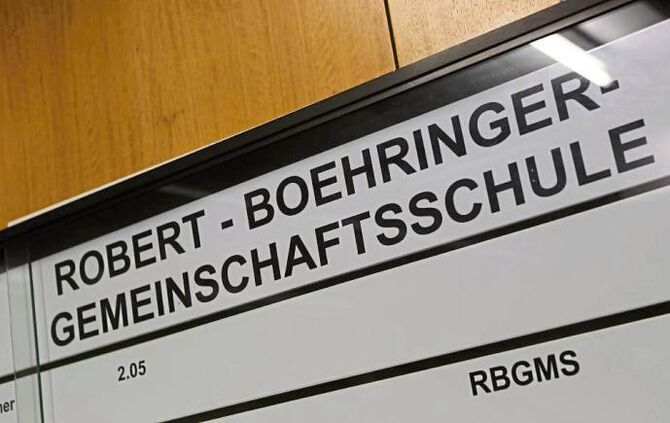 ROBERT - BOEHRINGER-
GEMEINSCHAFTSSCHULE
2.05
RBGMS